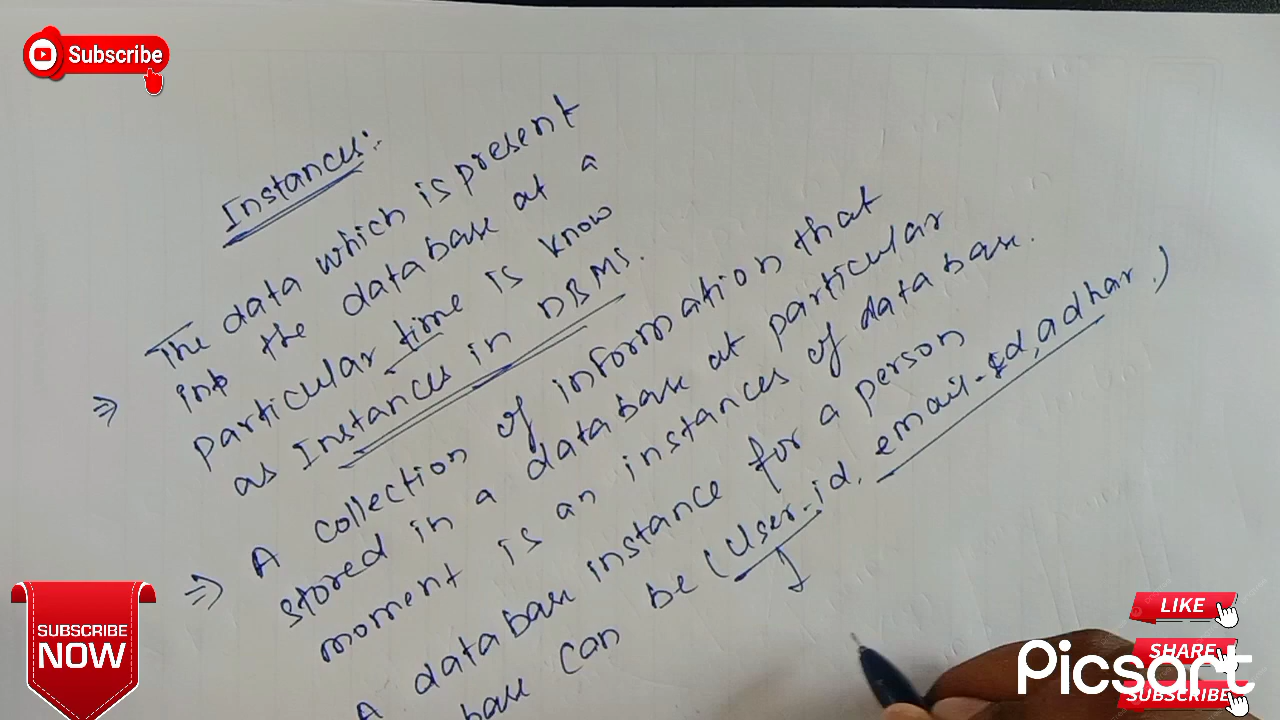 Subscribe
Instances:
⇒ The data which is present
into the database at a
particular time is know
as Instances in DBMS.
⇒ A collection of information that
stored in a database at particular
moment is an instances of database.
A database instance for a person
base can be (User-id, email-id, adhar.)
1
SUBSCRIBE
NOW
LIKE
SHARE
SUBSCRIBE
Picsart